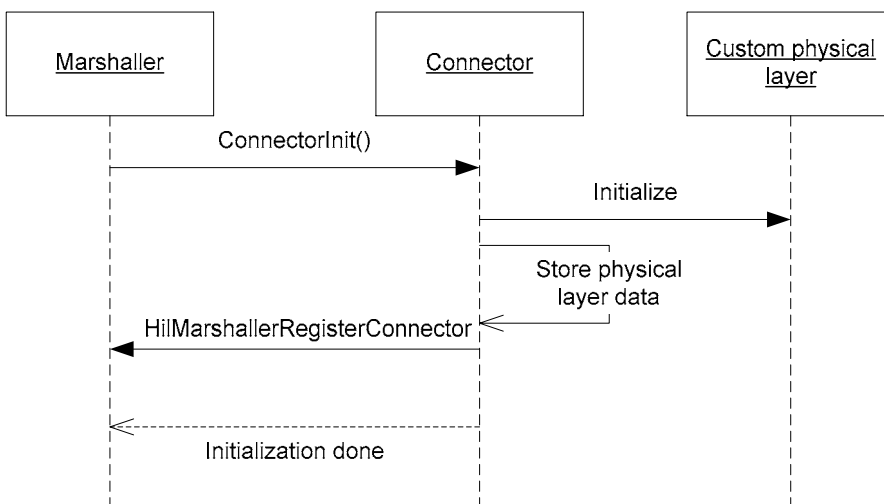 Marshaller
Connector
Custom physical
layer
ConnectorInit()
Initialize
Store physical
layer data
HilMarshallerRegisterConnector
Initialization done